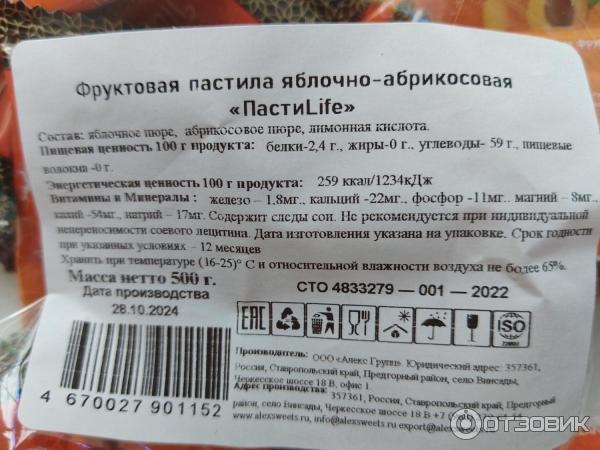 Фруктовая пастила яблочно-абрикосовая
«ПастиLife»
Состав: яблочное пюре, абрикосовое пюре, лимонная кислота.
Пищевая ценность 100 г продукта: белки-2,4 г., жиры-0 г., углеводы- 59 г., пищевые
волокна -0 г.
Энергетическая ценность 100 г продукта: 259 ккал/1234кДж
Витамины и Минералы : железо – 1,8мг., кальций -22мг., фосфор -11мг.. магний – 8мг.,
калий -54мг., натрий – 17мг. Содержит следы сои. Не рекомендуется при индивидуальной
непереносимости соевого лецитина. Дата изготовления указана на упаковке. Срок годности
при указанных условиях – 12 месяцев
Хранить при температуре (16-25)° С и относительной влажности воздуха не более 65%.
Масса нетто 500 г.
СТО 4833279 — 001 — 2022
Дата производства
28.10.2024
EAC
ISO
Производитель: ООО «Алекс Групп». Юридический адрес: 357361,
Россия, Ставропольский край, Предгорный район, село Винсады,
Черкесское шоссе 18 В, офис 1
Адрес производства: 357361, Россия, Ставропольский край, Предгорный
район, село Винсады, Черкесское шоссе 18 В +7
www.alexsweets.ru info@alexsweets.ru export@alexsweets.ru
4 670027 901152
ОТЗОВИК